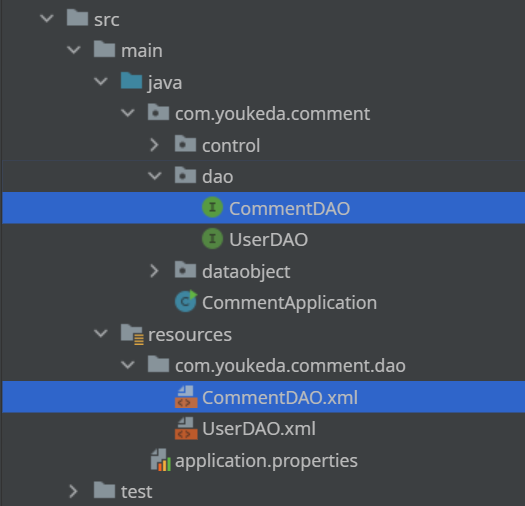 src
main
java
com.youkeda.comment
control
dao
CommentDAO
UserDAO
dataobject
CommentApplication
resources
com.youkeda.comment.dao
CommentDAO.xml
UserDAO.xml
application.properties
test